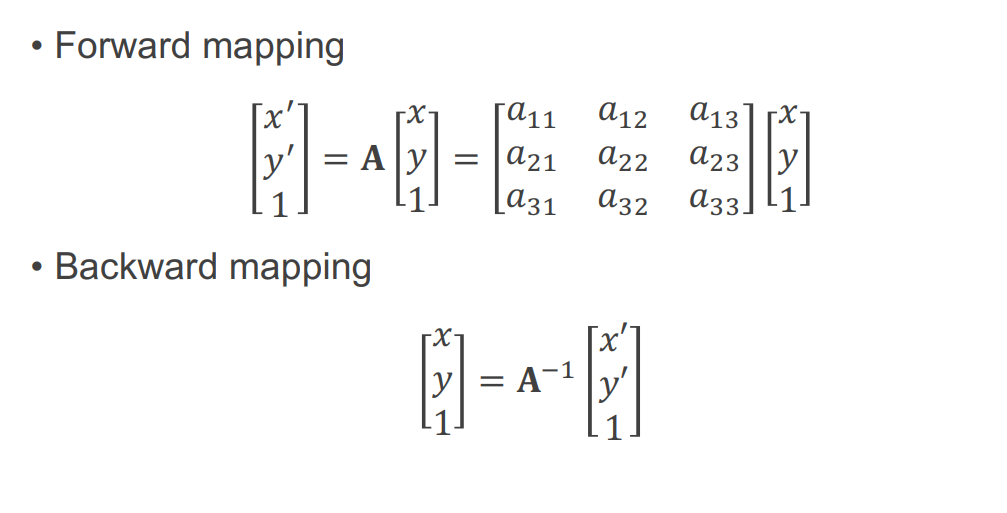 • Forward mapping
[x′ y′ 1] = A [x y 1] = [a₁₁ a₁₂ a₁₃; a₂₁ a₂₂ a₂₃; a₃₁ a₃₂ a₃₃] [x y 1]
• Backward mapping
[x y 1] = A⁻¹ [x′ y′ 1]